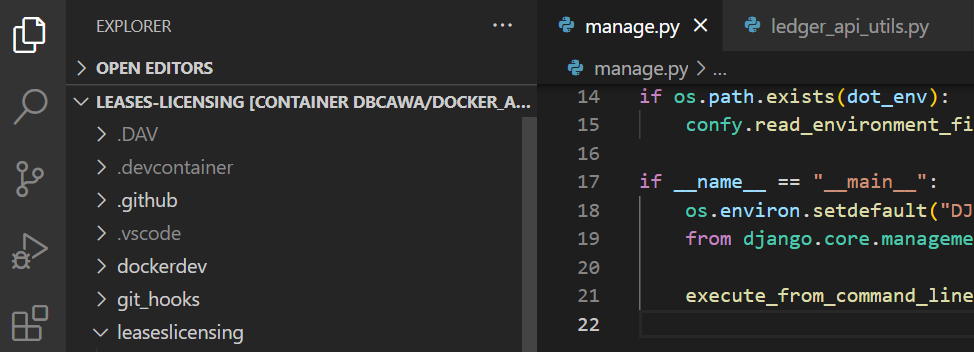 EXPLORER
OPEN EDITORS
LEASES-LICENSING [CONTAINER DBCAWA/DOCKER_A...
.DAV
.devcontainer
.github
.vscode
dockerdev
git_hooks
leaseslicensing
manage.py
ledger_api_utils.py
manage.py > ...
14 if os.path.exists(dot_env):
15 confy.read_environment_fi
16
17 if __name__ == "__main__":
18 os.environ.setdefault("DJ
19 from django.core.manageme
20
21 execute_from_command_line
22